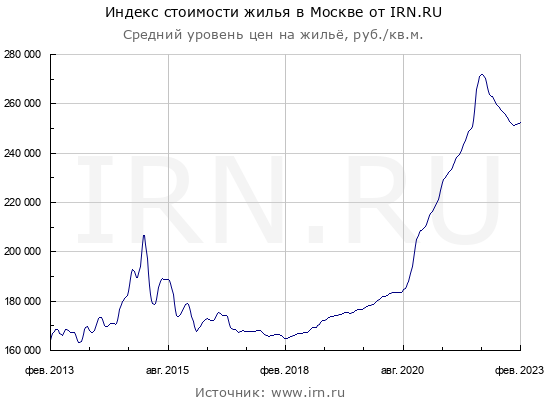 Индекс стоимости жилья в Москве от IRN.RU
Средний уровень цен на жильё, руб./кв.м.
280 000
260 000
240 000
220 000
200 000
180 000
160 000
IRN.RU
фев. 2013
авг. 2015
фев. 2018
авг. 2020
фев. 2023
Источник: www.irn.ru